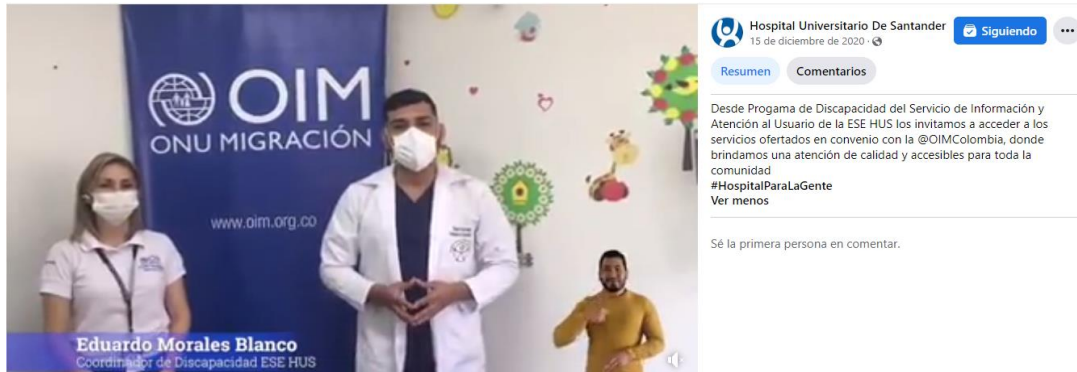 OIM
ONU MIGRACIÓN
www.oim.org.co
Eduardo Morales Blanco
Coordinador de Discapacidad ESE HUS
Hospital Universitario De Santander
15 de diciembre de 2020 ·
Siguiendo
Resumen
Comentarios
Desde Progama de Discapacidad del Servicio de Información y
Atención al Usuario de la ESE HUS los invitamos a acceder a los
servicios ofertados en convenio con la @OIMColombia, donde
brindamos una atención de calidad y accesibles para toda la
comunidad
#HospitalParaLaGente
Ver menos
Sé la primera persona en comentar.